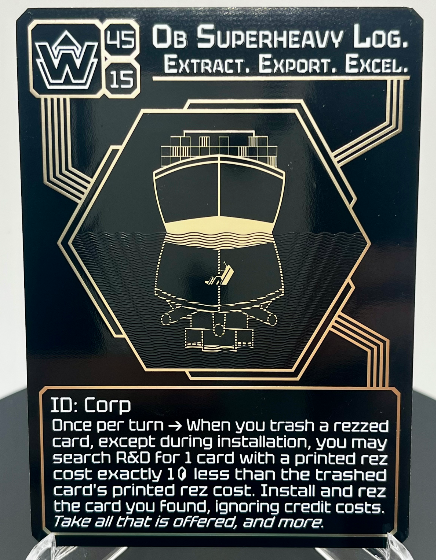 45
15
Ob Superheavy Log.
Extract. Export. Excel.
ID: Corp
Once per turn → When you trash a rezzed
card, except during installation, you may
search R&D for 1 card with a printed rez
cost exactly 10 less than the trashed
card's printed rez cost. Install and rez
the card you found, ignoring credit costs.
Take all that is offered, and more.